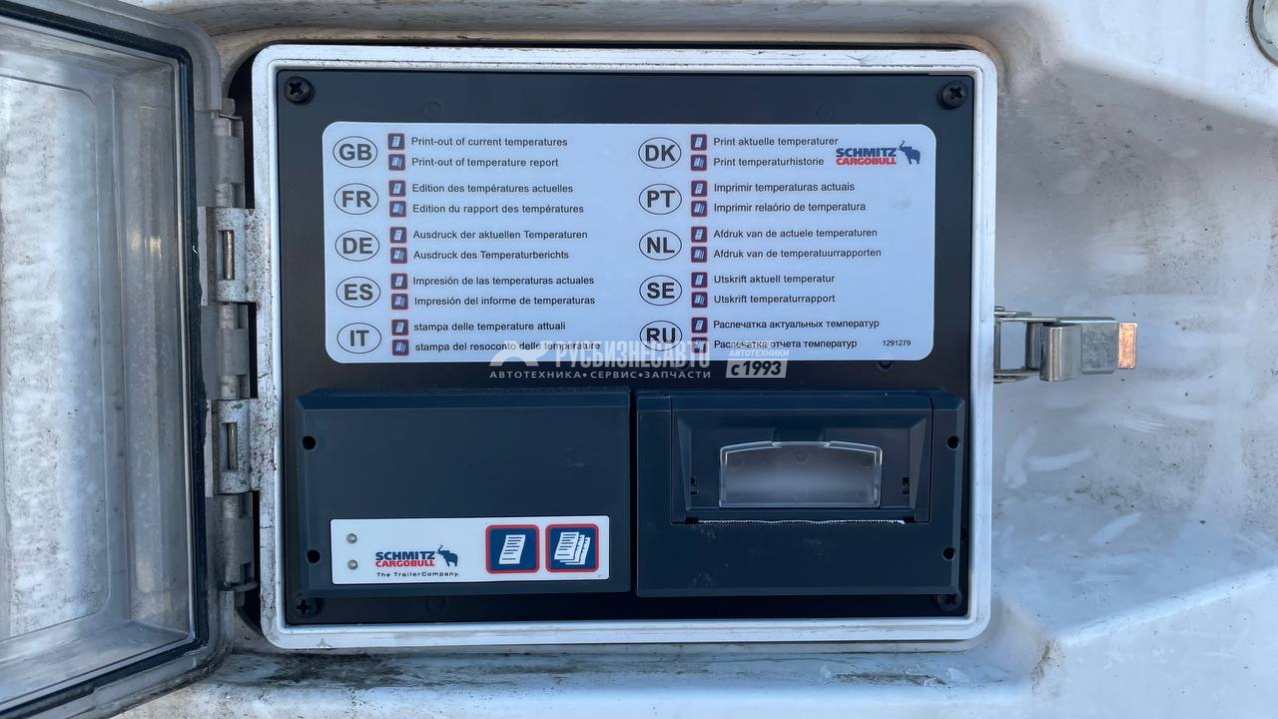 GB
Print-out of current temperatures
Print-out of temperature report
FR
Edition des températures actuelles
Edition du rapport des températures
DE
Ausdruck der aktuellen Temperaturen
Ausdruck des Temperaturberichts
ES
Impresión de las temperaturas actuales
Impresión del informe de temperaturas
IT
stampa delle temperature attuali
stampa del resoconto delle temperature
DK
Print aktuelle temperaturer
Print temperaturhistorie
SCHMITZ
CARGOBULL
PT
Imprimir temperaturas actuais
Imprimir relaório de temperatura
NL
Afdruk van de actuele temperaturen
Afdruk van de temperatuurrapporten
SE
Utskrift aktuell temperatur
Utskrift temperaturrapport
RU
Распечатка актуальных температур
Распечатка отчета температур
1291279
РУСБИЗНЕСАВТО
АВТОТЕХНИКА•СЕРВИС•ЗАПЧАСТИ
АВТОТЕХНИКИ
с 1993
SCHMITZ
CARGOBULL
The Trailer Company.